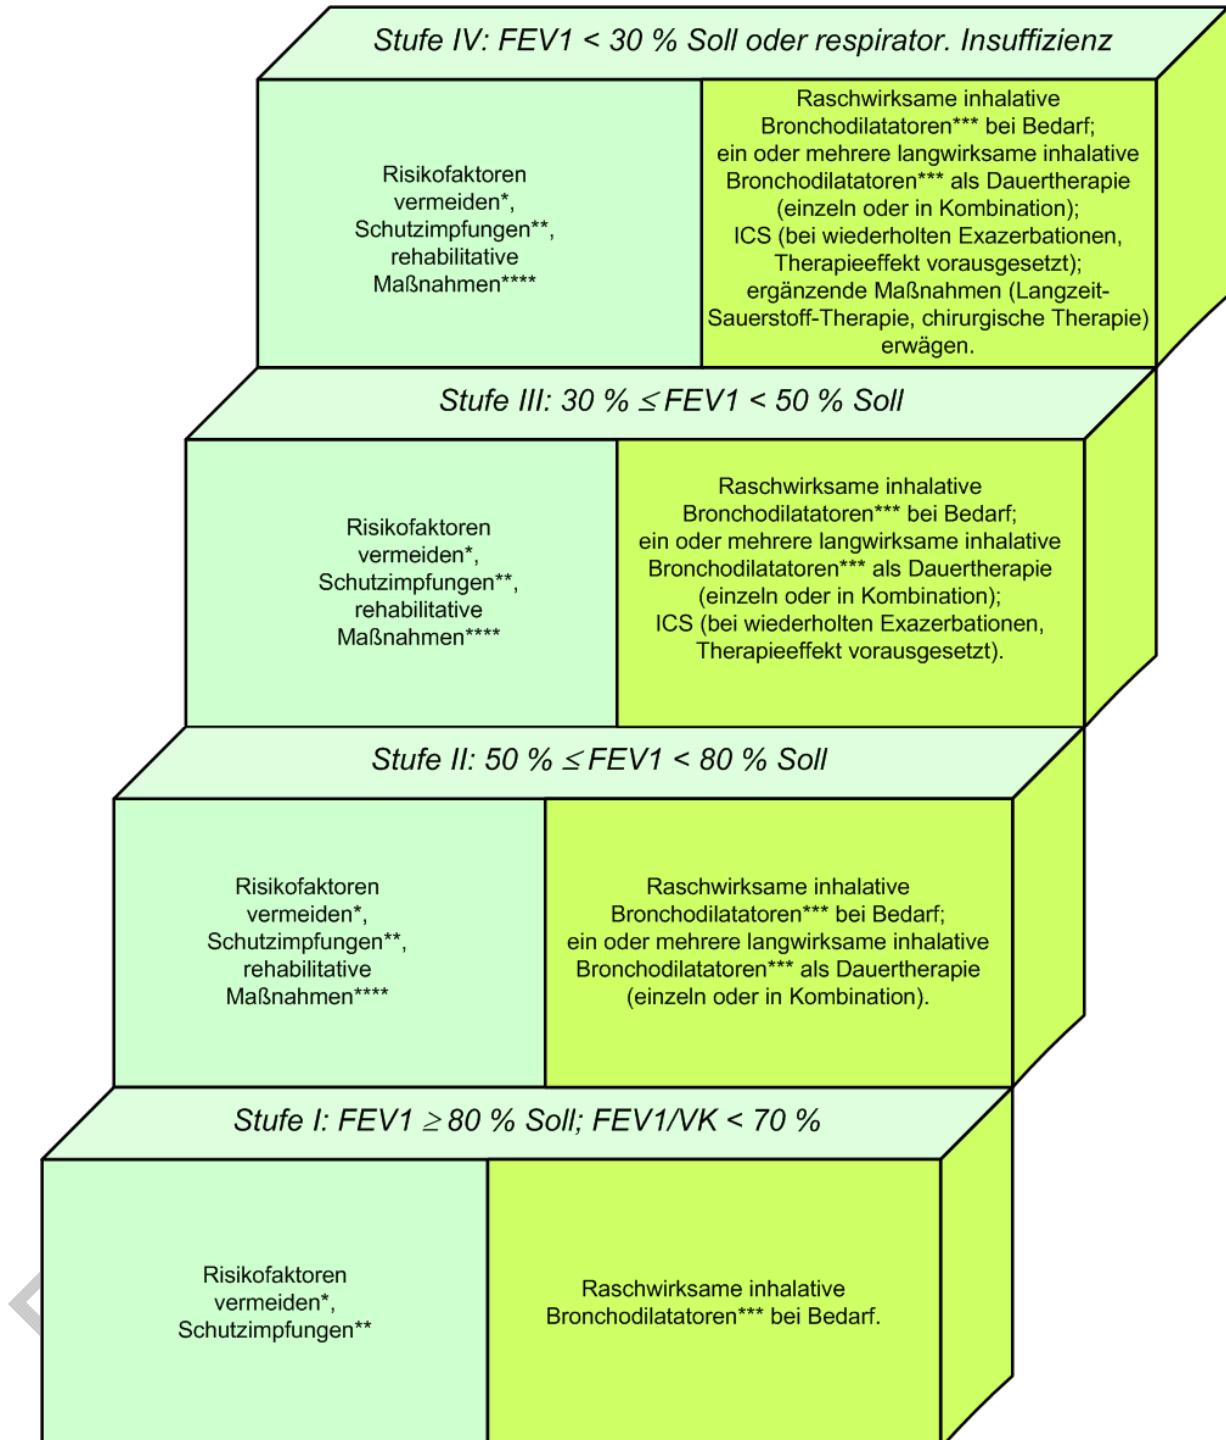 Stufe IV: FEV1 < 30 % Soll oder respirator. Insuffizienz
Risikofaktoren
vermeiden*,
Schutzimpfungen**,
rehabilitative
Maßnahmen****
Raschwirksame inhalative
Bronchodilatatoren*** bei Bedarf;
ein oder mehrere langwirksame inhalative
Bronchodilatatoren*** als Dauertherapie
(einzeln oder in Kombination);
ICS (bei wiederholten Exazerbationen,
Therapieeffekt vorausgesetzt);
ergänzende Maßnahmen (Langzeit-
Sauerstoff-Therapie, chirurgische Therapie)
erwägen.
Stufe III: 30 % ≤ FEV1 < 50 % Soll
Risikofaktoren
vermeiden*,
Schutzimpfungen**,
rehabilitative
Maßnahmen****
Raschwirksame inhalative
Bronchodilatatoren*** bei Bedarf;
ein oder mehrere langwirksame inhalative
Bronchodilatatoren*** als Dauertherapie
(einzeln oder in Kombination);
ICS (bei wiederholten Exazerbationen,
Therapieeffekt vorausgesetzt).
Stufe II: 50 % ≤ FEV1 < 80 % Soll
Risikofaktoren
vermeiden*,
Schutzimpfungen**,
rehabilitative
Maßnahmen****
Raschwirksame inhalative
Bronchodilatatoren*** bei Bedarf;
ein oder mehrere langwirksame inhalative
Bronchodilatatoren*** als Dauertherapie
(einzeln oder in Kombination).
Stufe I: FEV1 ≥ 80 % Soll; FEV1/VK < 70 %
Risikofaktoren
vermeiden*,
Schutzimpfungen**
Raschwirksame inhalative
Bronchodilatatoren*** bei Bedarf.